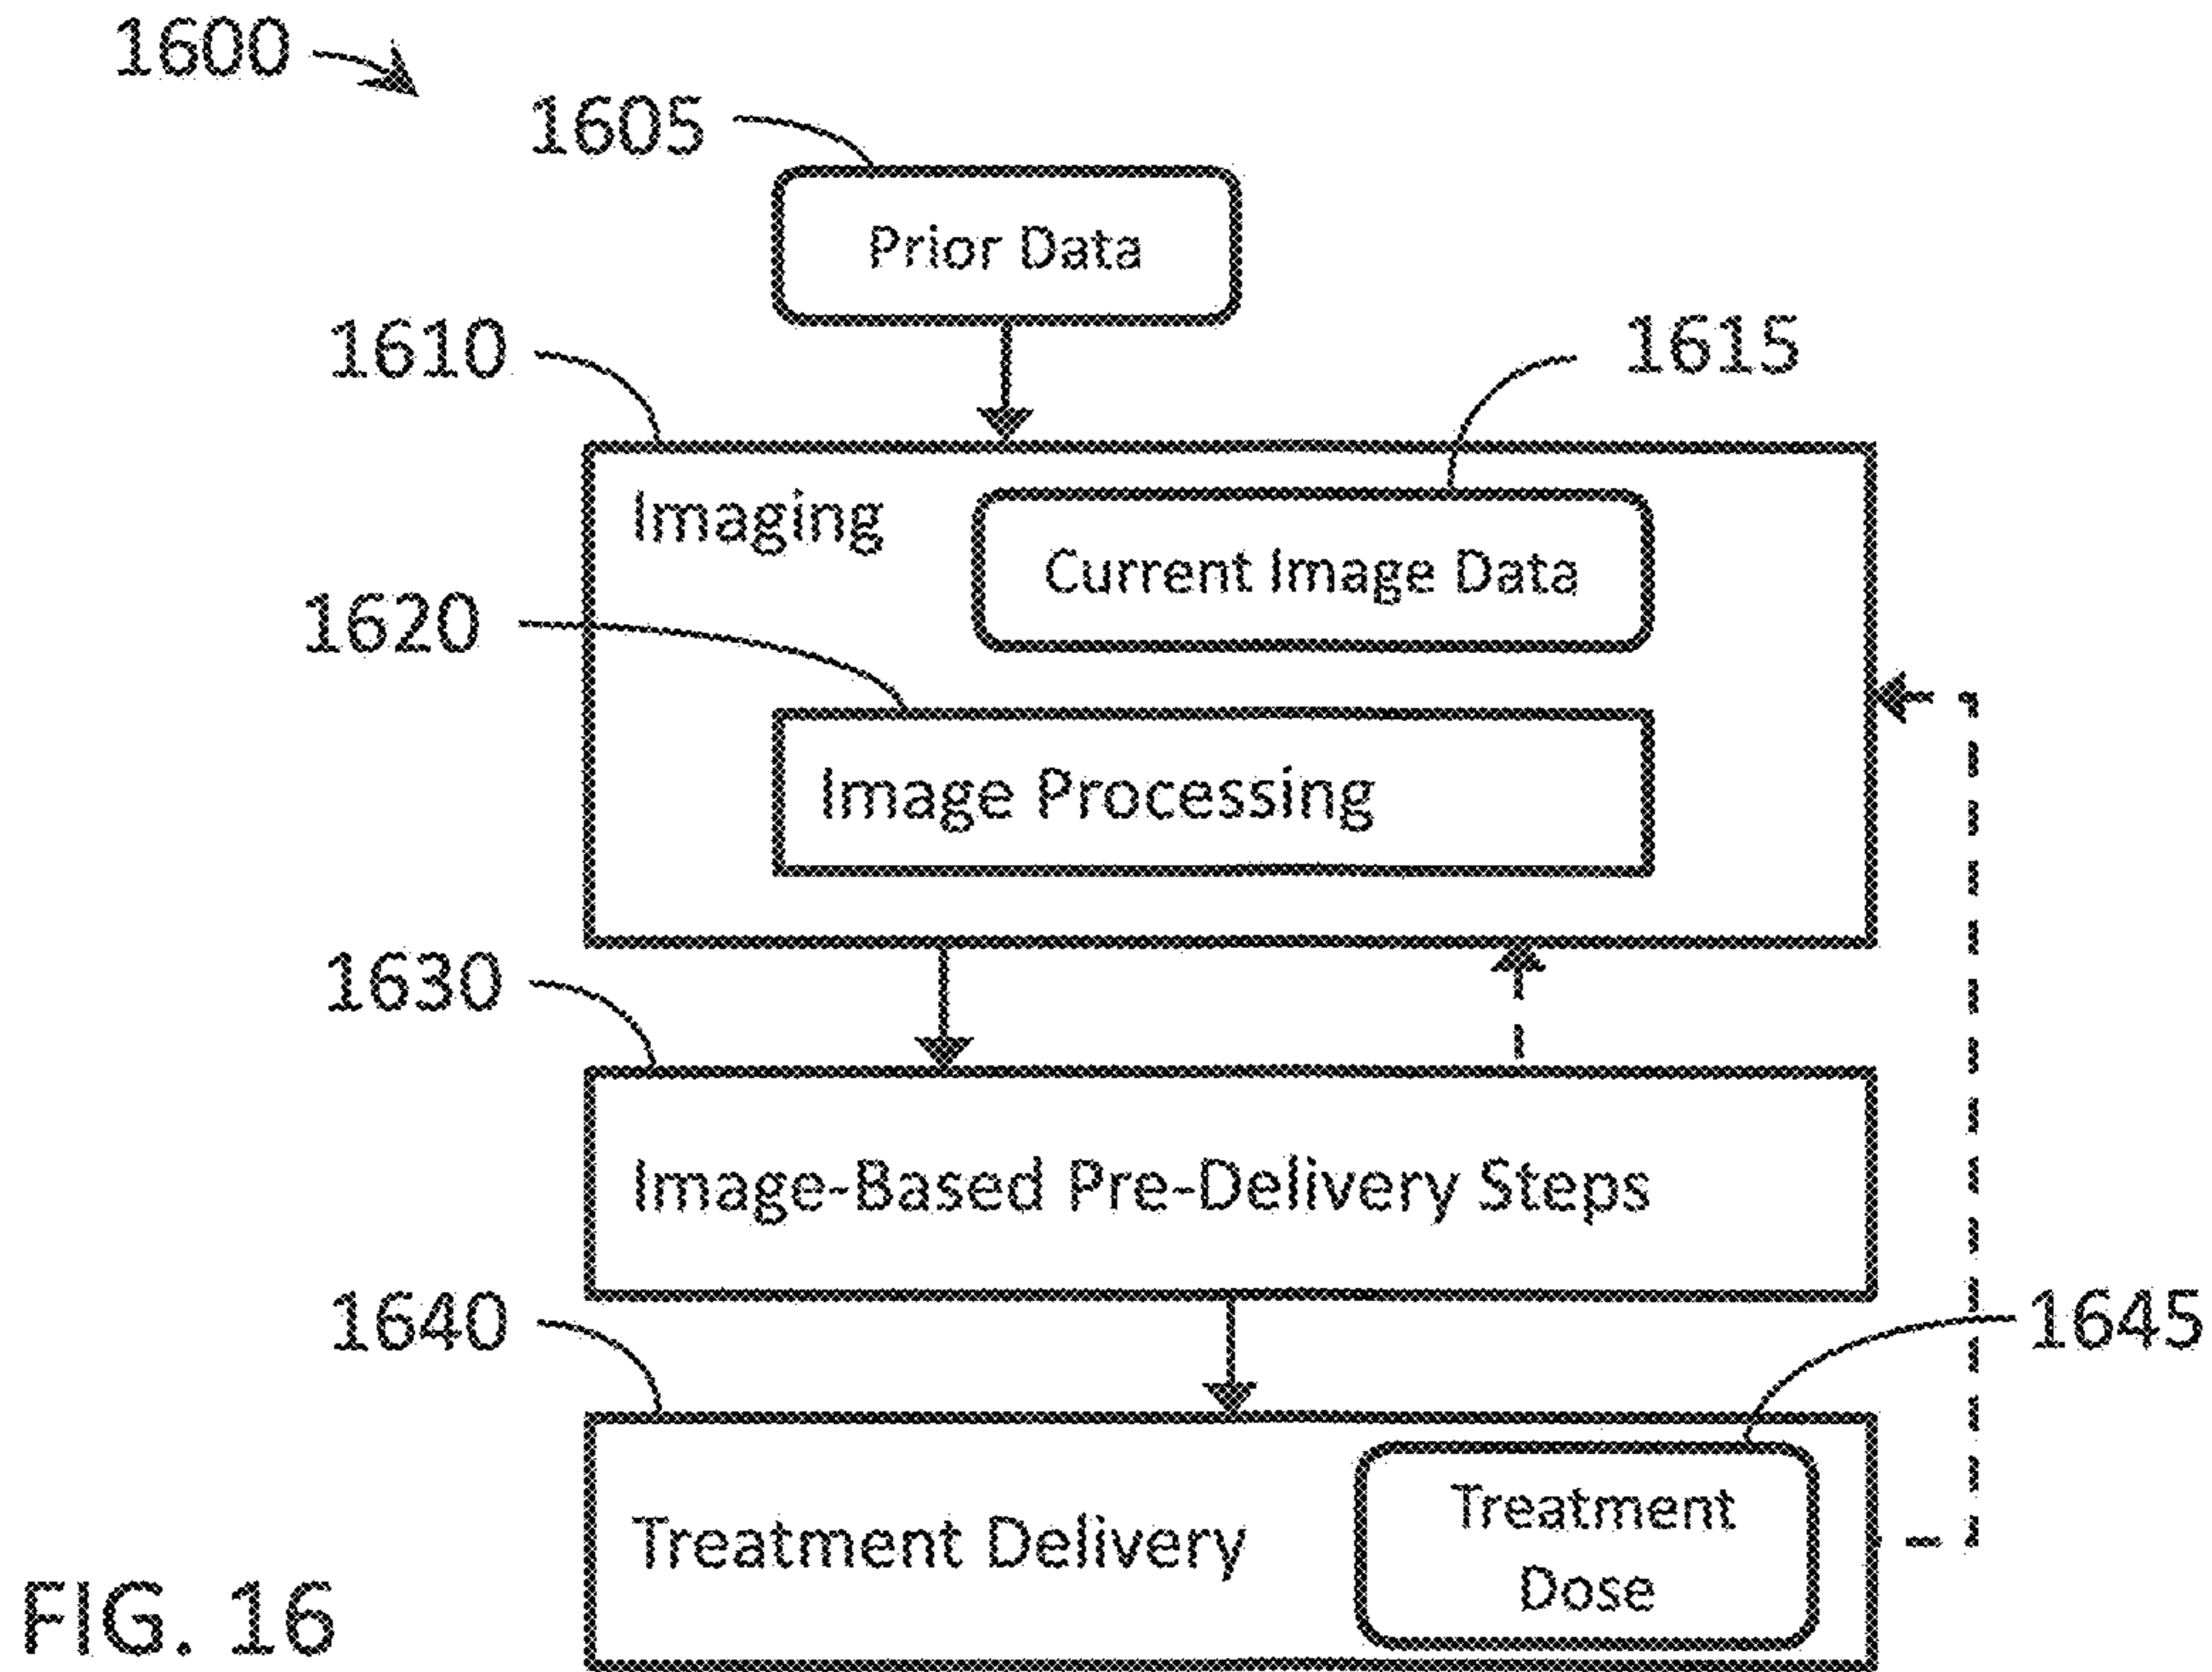 1600
1605
Prior Data
1610
1615
Imaging
Current Image Data
1620
Image Processing
1630
Image-Based Pre-Delivery Steps
1640
1645
Treatment Delivery
Treatment
Dose
FIG. 16